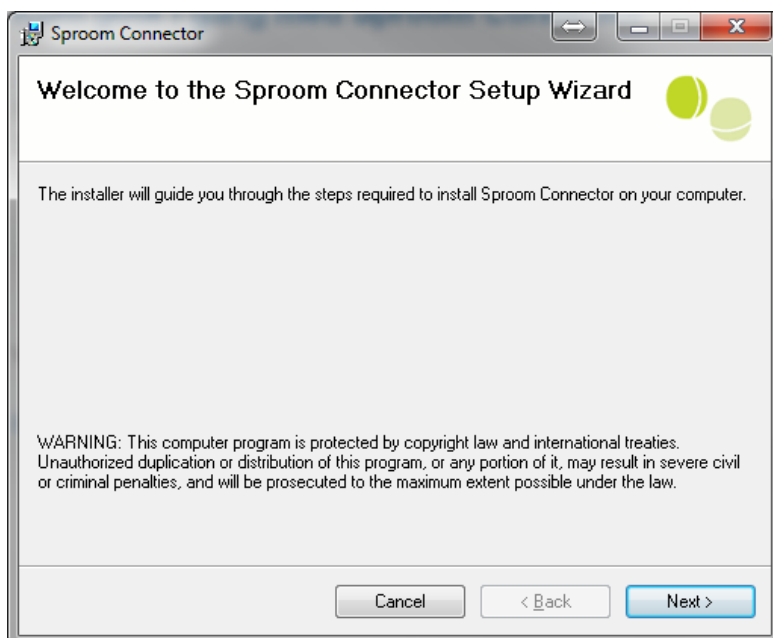 Sproom Connector
Welcome to the Sproom Connector Setup Wizard
The installer will guide you through the steps required to install Sproom Connector on your computer.
WARNING: This computer program is protected by copyright law and international treaties.
Unauthorized duplication or distribution of this program, or any portion of it, may result in severe civil
or criminal penalties, and will be prosecuted to the maximum extent possible under the law.
Cancel < Back Next >